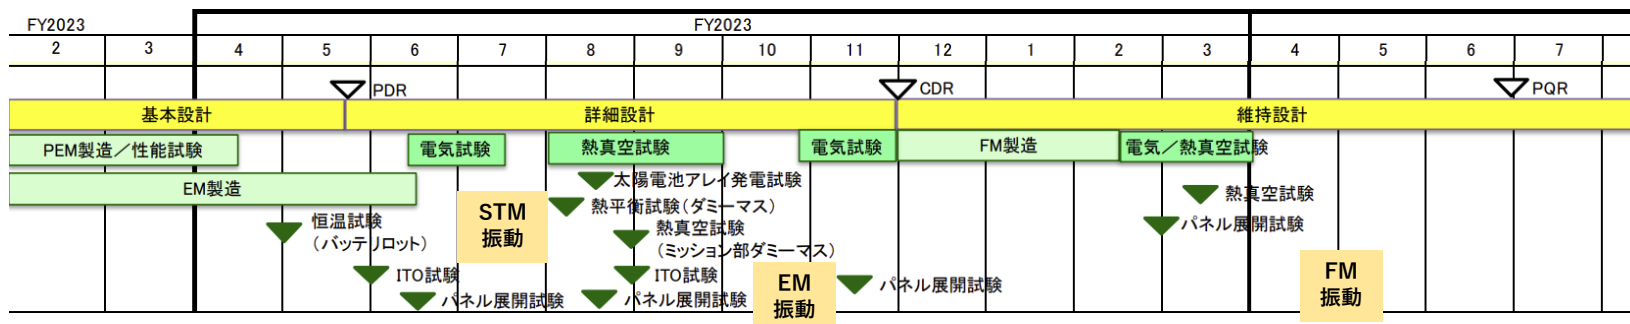 FY2023
FY2023
2 3 4 5 6 7 8 9 10 11 12 1 2 3 4 5 6 7
PDR
CDR
PQR
基本設計
詳細設計
維持設計
PEM製造／性能試験
電気試験
熱真空試験
電気試験
FM製造
電気／熱真空試験
EM製造
太陽電池アレイ発電試験
熱真空試験
STM
振動
熱平衡試験(ダミーマス)
恒温試験
(バッテリロット)
熱真空試験
(ミッション部ダミーマス)
パネル展開試験
ITO試験
ITO試験
EM
振動
パネル展開試験
FM
振動
パネル展開試験
パネル展開試験